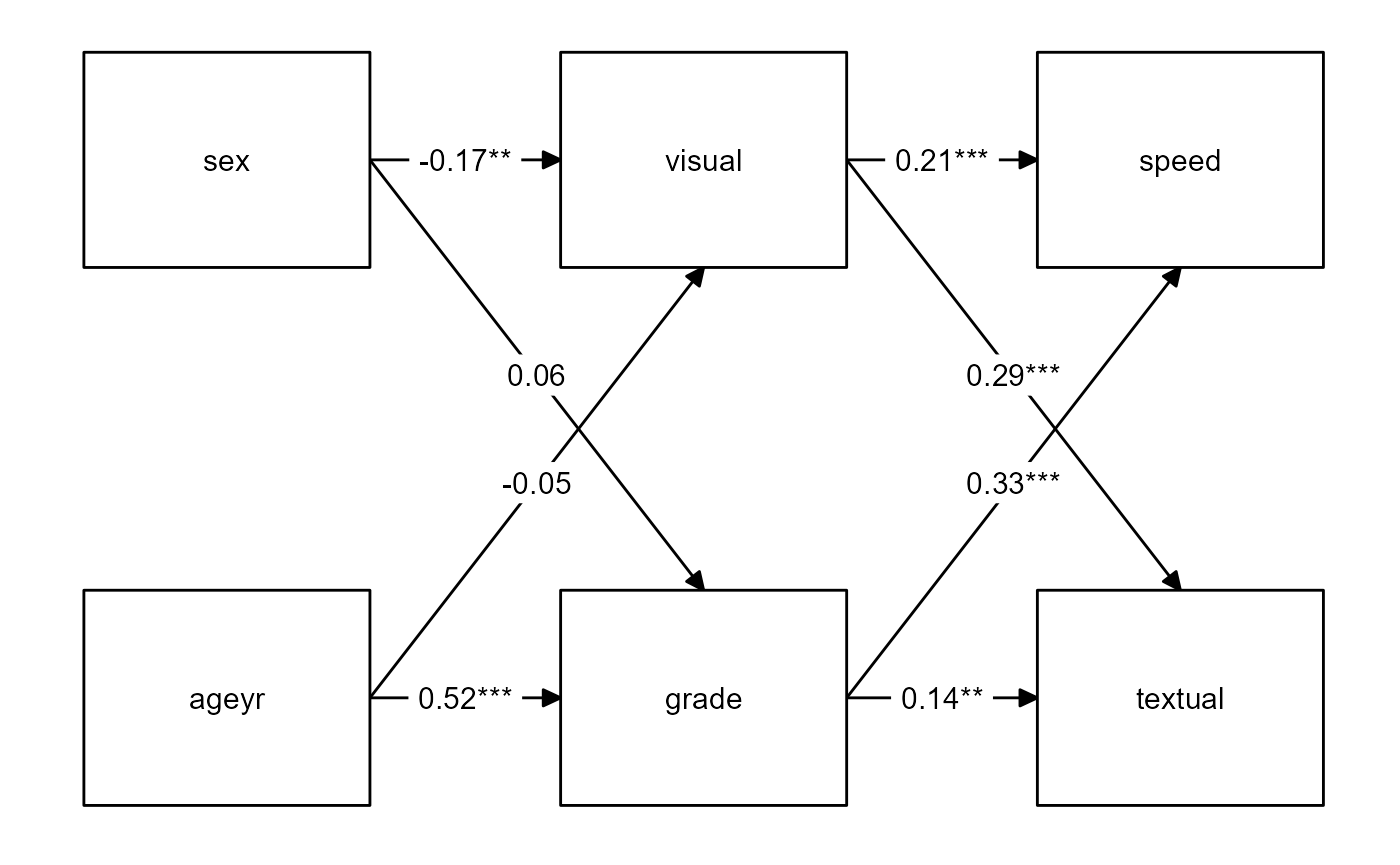 sex
-0.17**
visual
0.21***
speed
0.06
0.29***
-0.05
0.33***
ageyr
0.52***
grade
0.14**
textual